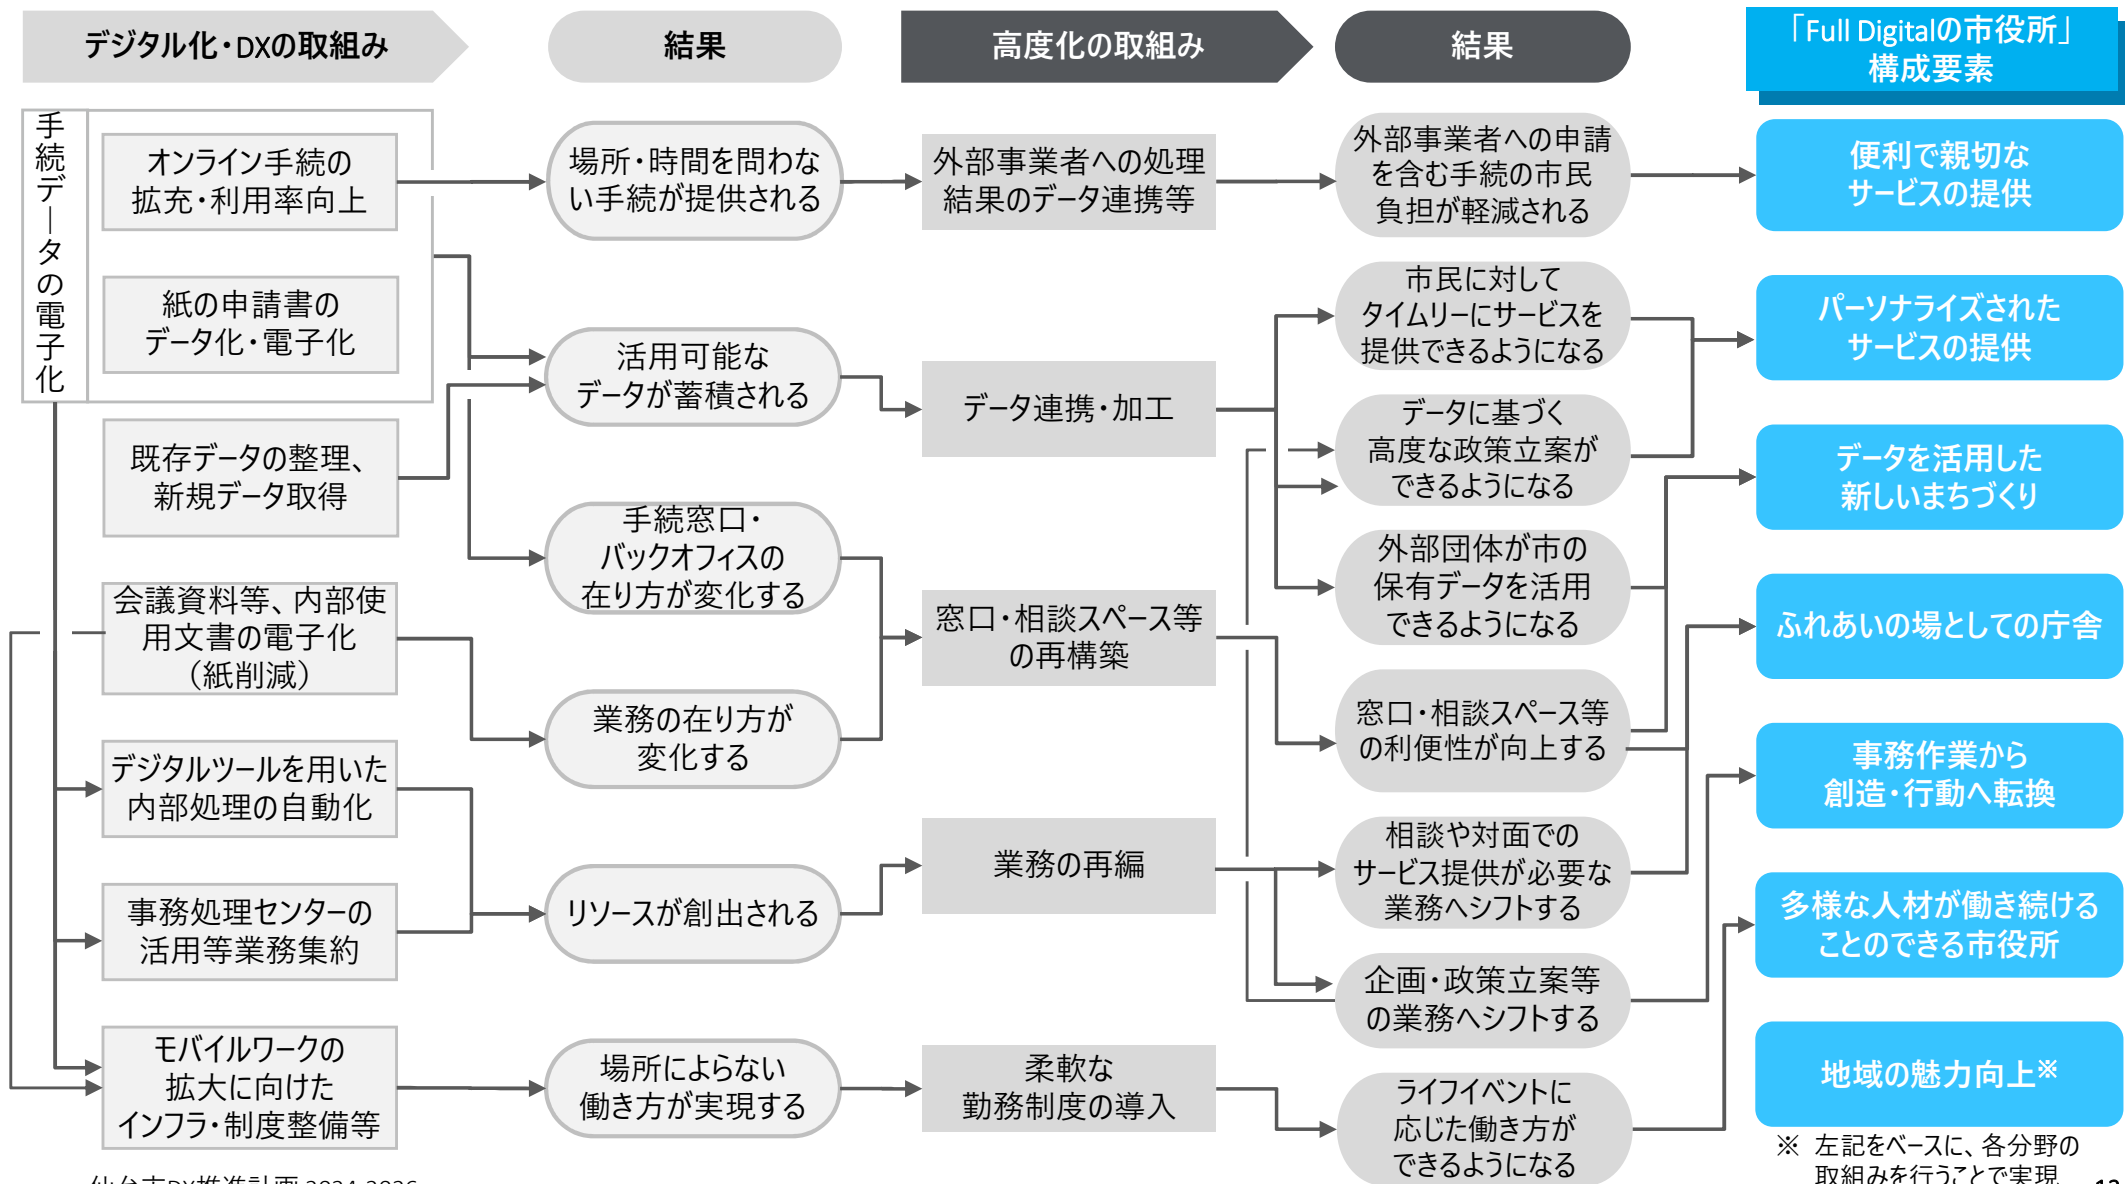 デジタル化・DXの取組み
結果
高度化の取組み
結果
「Full Digitalの市役所」
構成要素
手続データの電子化
オンライン手続の
拡充・利用率向上
紙の申請書の
データ化・電子化
既存データの整理、
新規データ取得
会議資料等、内部使
用文書の電子化
（紙削減）
デジタルツールを用いた
内部処理の自動化
事務処理センターの
活用等業務集約
モバイルワークの
拡大に向けた
インフラ・制度整備等
場所・時間を問わな
い手続が提供される
活用可能な
データが蓄積される
手続窓口・
バックオフィスの
在り方が変化する
業務の在り方が
変化する
リソースが創出される
場所によらない
働き方が実現する
外部事業者への処理
結果のデータ連携等
データ連携・加工
窓口・相談スペース等
の再構築
業務の再編
柔軟な
勤務制度の導入
外部事業者への申請
を含む手続の市民
負担が軽減される
市民に対して
タイムリーにサービスを
提供できるようになる
データに基づく
高度な政策立案が
できるようになる
外部団体が市の
保有データを活用
できるようになる
窓口・相談スペース等
の利便性が向上する
相談や対面での
サービス提供が必要な
業務へシフトする
企画・政策立案等
の業務へシフトする
ライフイベントに
応じた働き方が
できるようになる
便利で親切な
サービスの提供
パーソナライズされた
サービスの提供
データを活用した
新しいまちづくり
ふれあいの場としての庁舎
事務作業から
創造・行動へ転換
多様な人材が働き続ける
ことのできる市役所
地域の魅力向上※
※ 左記をベースに、各分野の
取組みを行うことで実現
仙台市DX推進計画 2024-2026